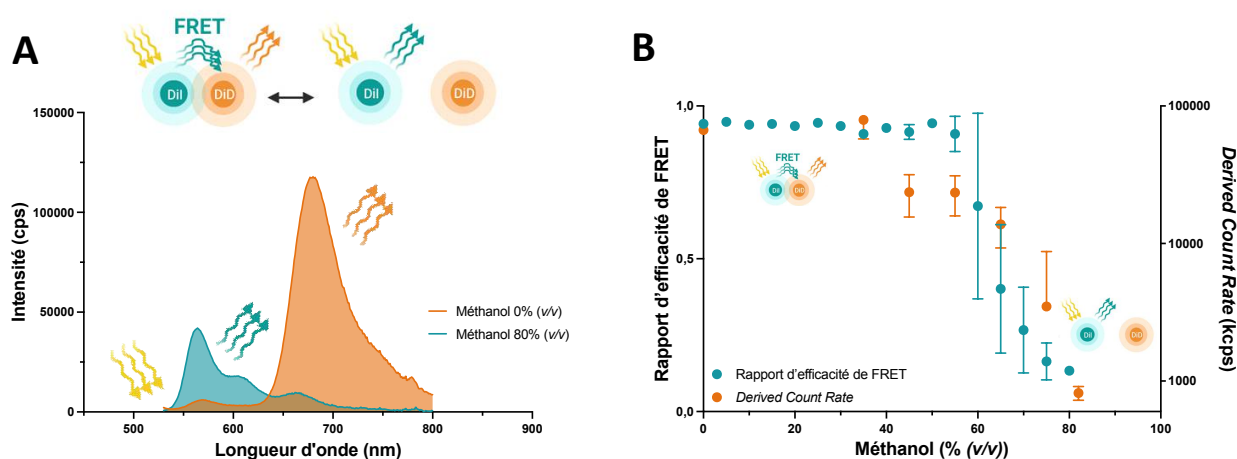 A
FRET
DiI
DiD
DiI
DiD
Intensité (cps)
150000
100000
50000
0
500
600
700
800
900
Longueur d'onde (nm)
Méthanol 0% (v/v)
Méthanol 80% (v/v)
B
Rapport d'efficacité de FRET
1,0
0,5
0,0
FRET
DiI
DiD
DiI
DiD
Rapport d'efficacité de FRET
Derived Count Rate
0
20
40
60
80
100
Méthanol (% (v/v))
100000
10000
1000
Derived Count Rate (kcps)